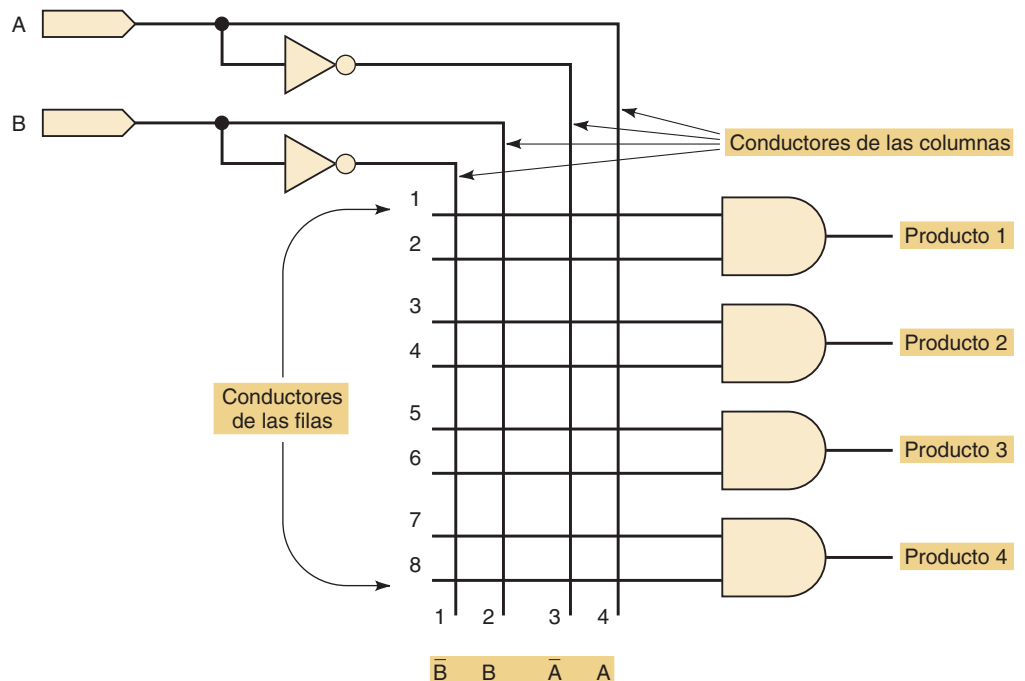 A
B
Conductores de las columnas
1
2
3
4
5
6
7
8
Conductores
de las filas
Producto 1
Producto 2
Producto 3
Producto 4
1 2 3 4
B̅ B A̅ A